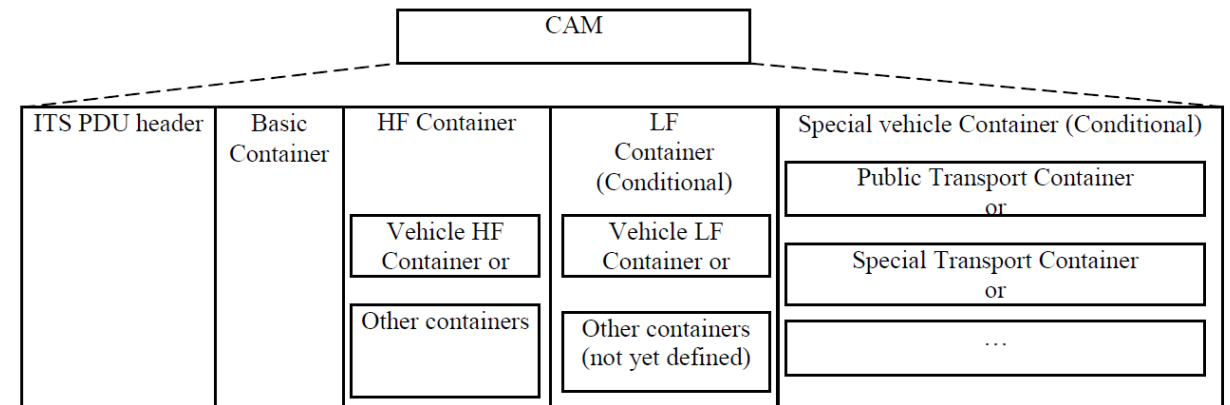 CAM
ITS PDU header
Basic
Container
HF Container
Vehicle HF
Container or
Other containers
LF
Container
(Conditional)
Vehicle LF
Container or
Other containers
(not yet defined)
Special vehicle Container (Conditional)
Public Transport Container
or
Special Transport Container
or
…